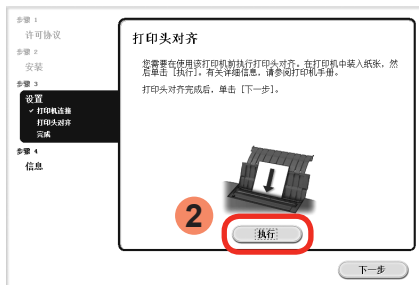 步骤 1
许可协议
步骤 2
安装
步骤 3
设置
✓ 打印机连接
打印头对齐
完成
步骤 4
信息
打印头对齐
您需要在使用该打印机前执行打印头对齐。在打印机中装入纸张，然
后单击 [执行]。有关详细信息，请参阅打印机手册。
打印头对齐完成后，单击 [下一步]。
2
执行
下一步